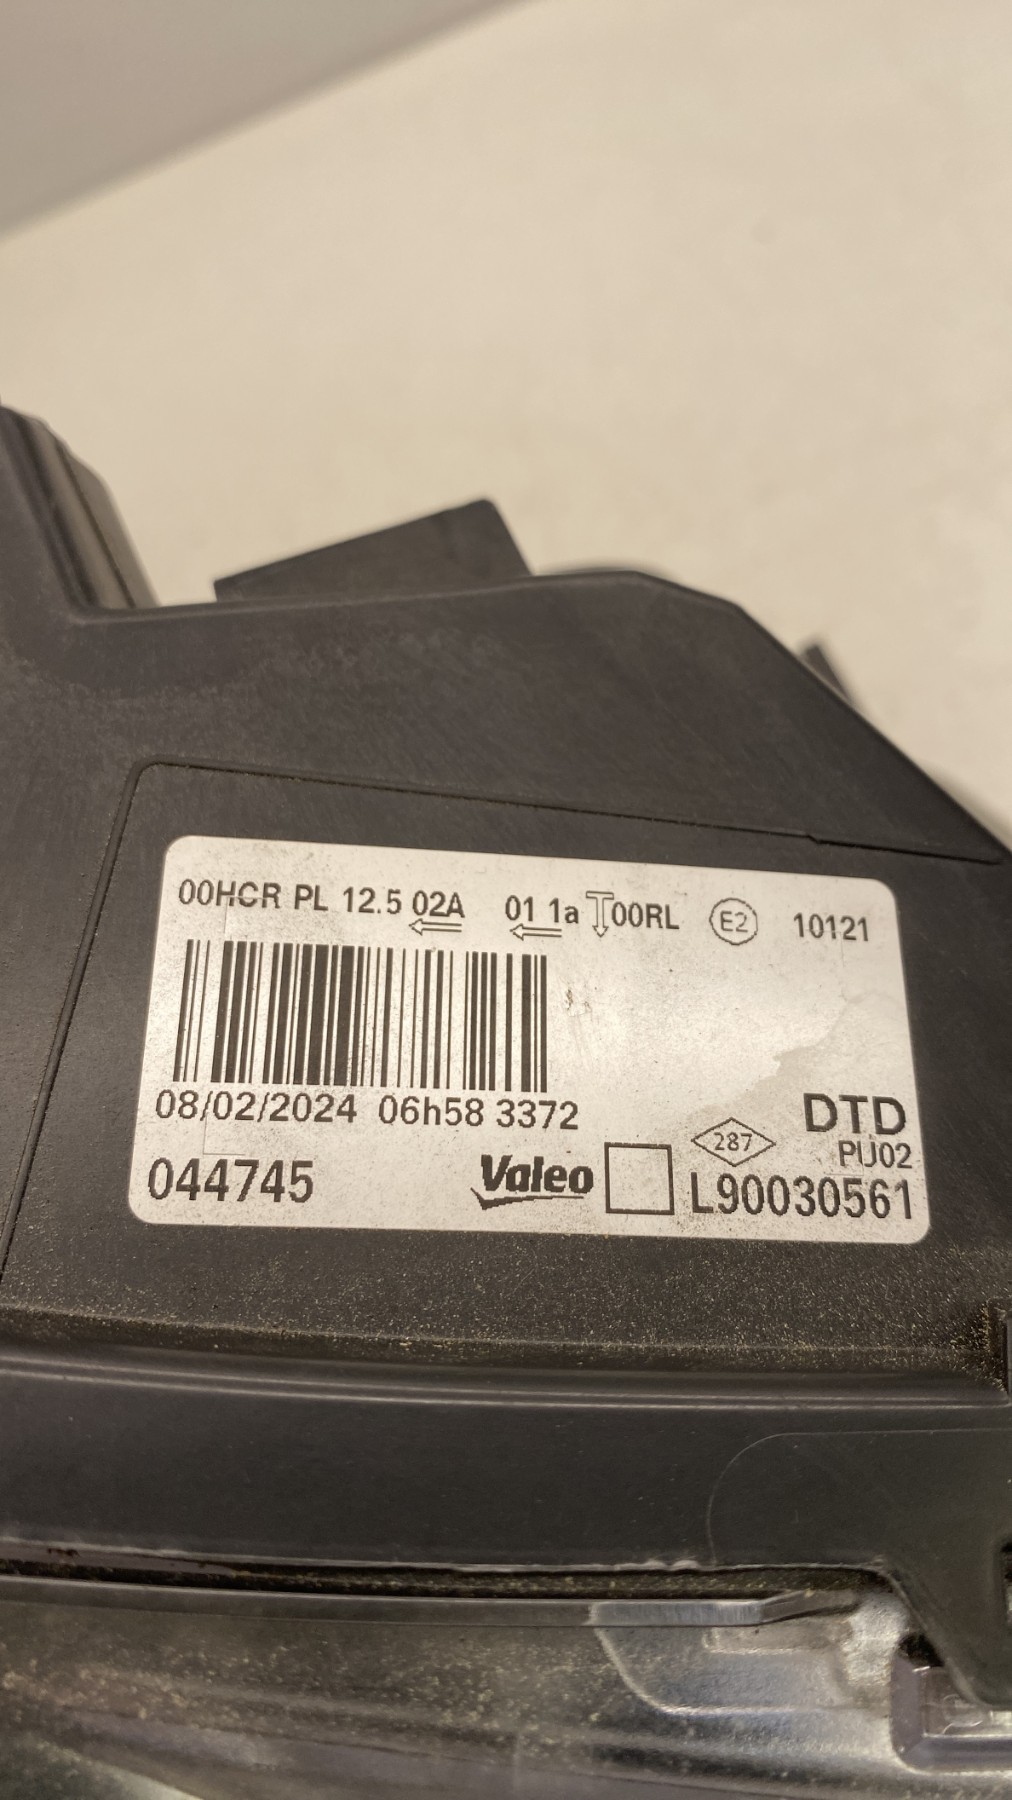 00HCR PL 12.5 02A 01 1a 00RL E2 10121
08/02/2024 06h58 3372
DTD
287
PIJ02
044745 Valeo L90030561